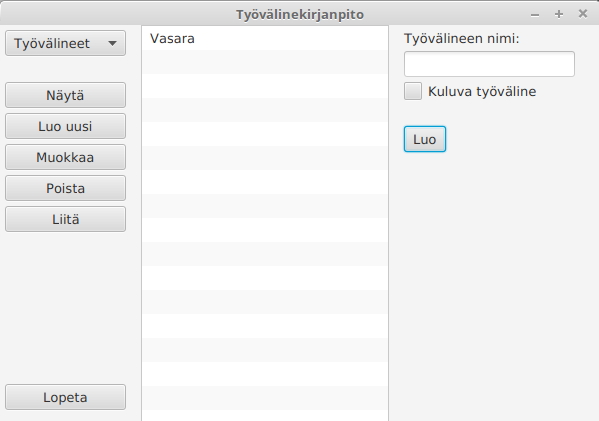 Työvälinekirjanpito
Työvälineet
Näytä
Luo uusi
Muokkaa
Poista
Liitä
Lopeta
Vasara
Työvälineen nimi:
Kuluva työväline
Luo